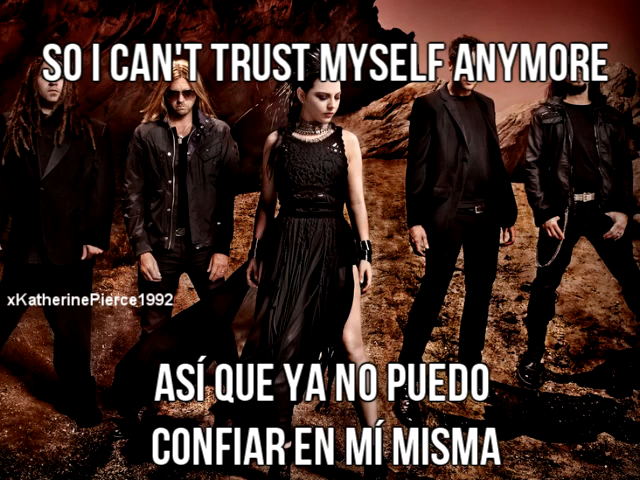 SO I CAN'T TRUST MYSELF ANYMORE
xKatherinePierce1992
ASÍ QUE YA NO PUEDO
CONFIAR EN MÍ MISMA